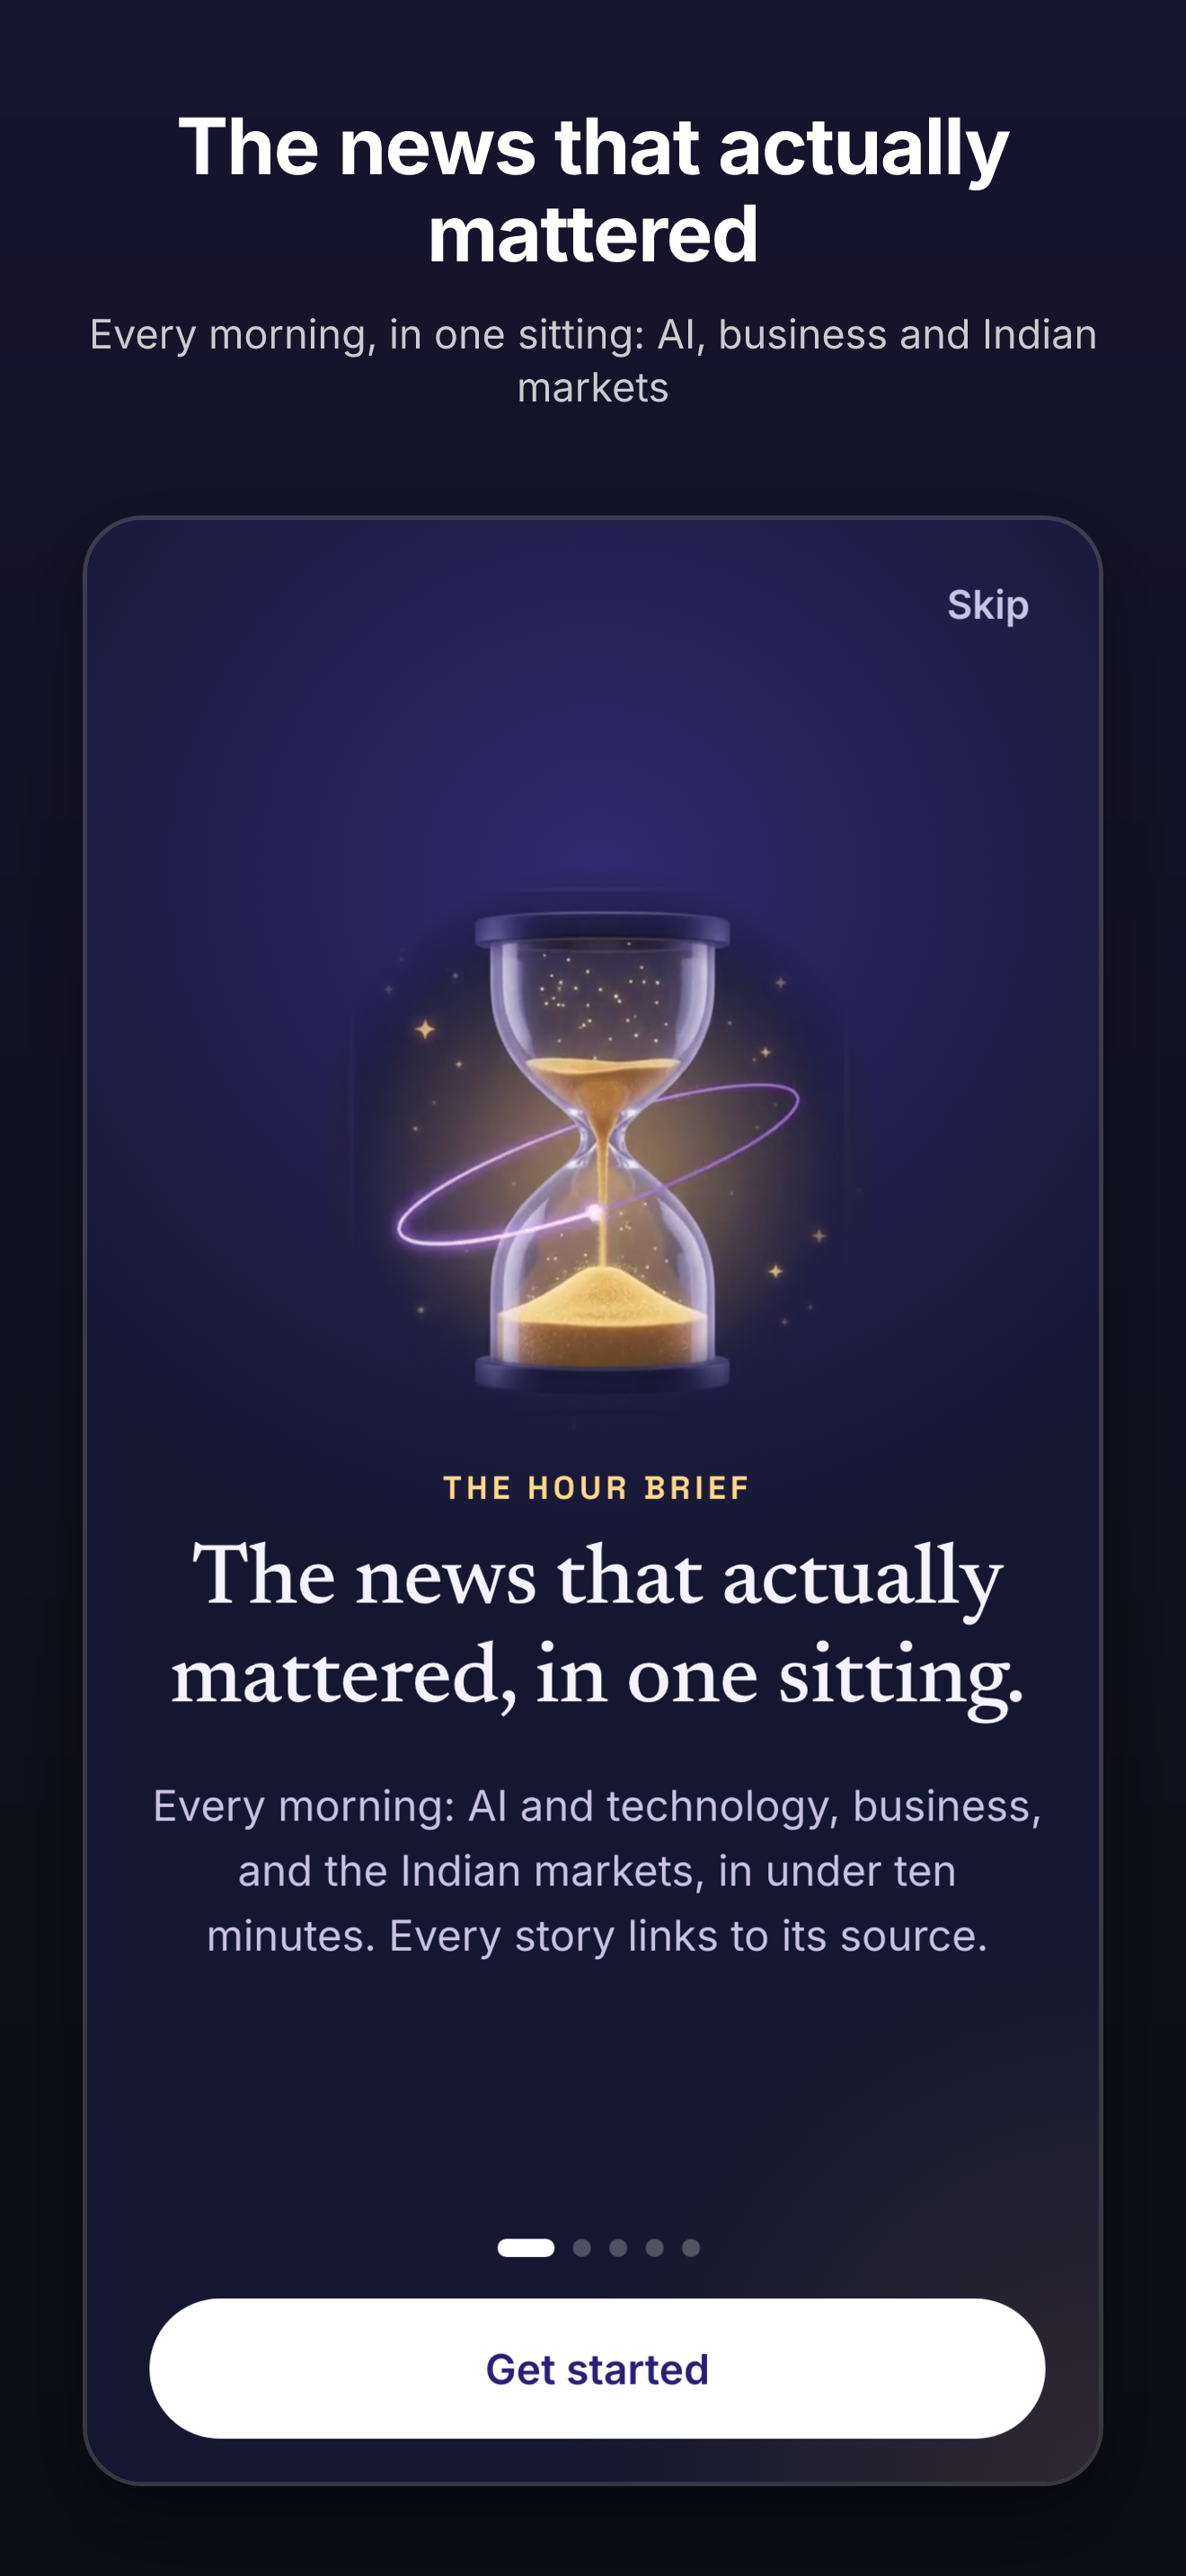 The news that actually
mattered
Every morning, in one sitting: AI, business and Indian
markets
Skip
THE HOUR BRIEF
The news that actually
mattered, in one sitting.
Every morning: AI and technology, business,
and the Indian markets, in under ten
minutes. Every story links to its source.
Get started